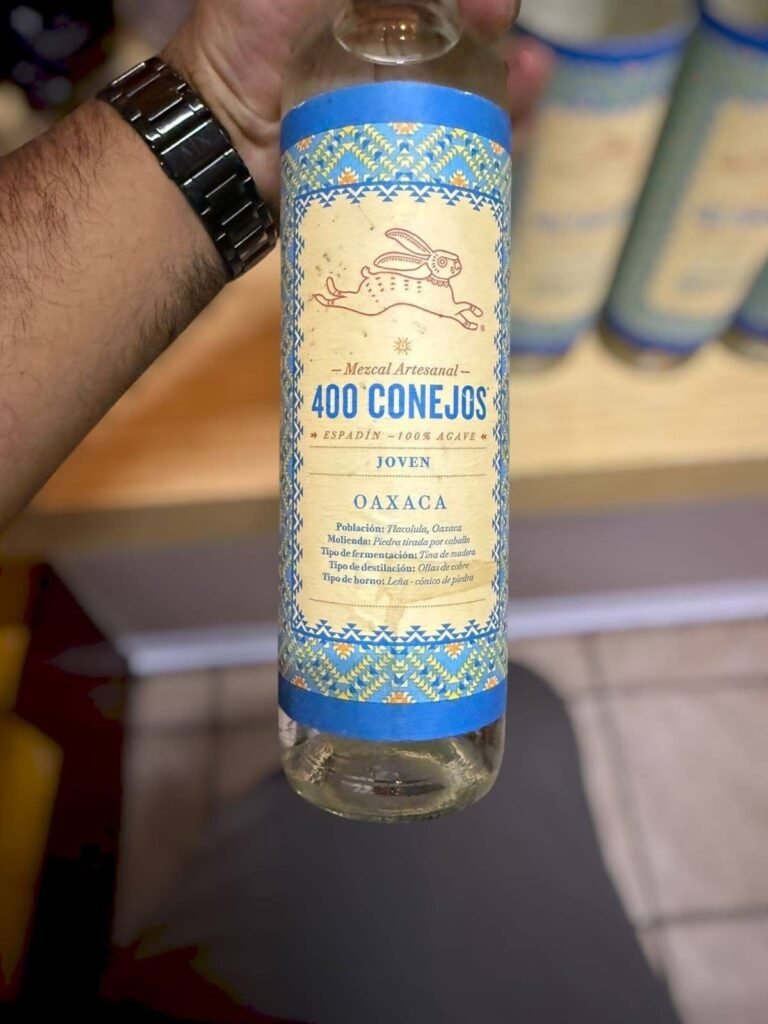 —Mezcal Artesanal—
400 CONEJOS
ESPADÍN —100% AGAVE
JOVEN
OAXACA
Población: Tlacolula, Oaxaca
Molienda: Piedra tirada por caballo
Tipo de fermentación: Tina de madera
Tipo de destilación: Ollas de cobre
Tipo de horno: Leña - cónico de piedra